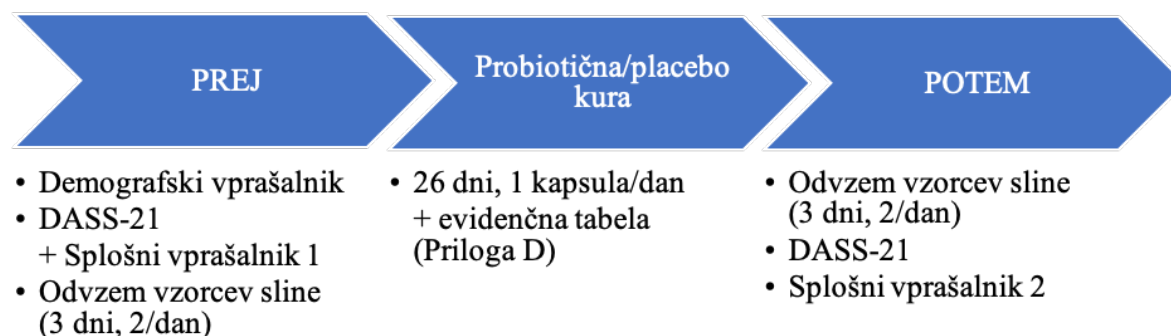 PREJ
• Demografski vprašalnik
• DASS-21
+ Splošni vprašalnik 1
• Odvzem vzorcev sline
(3 dni, 2/dan)
Probiotična/placebo
kura
• 26 dni, 1 kapsula/dan
+ evidenčna tabela
(Priloga D)
POTEM
• Odvzem vzorcev sline
(3 dni, 2/dan)
• DASS-21
• Splošni vprašalnik 2